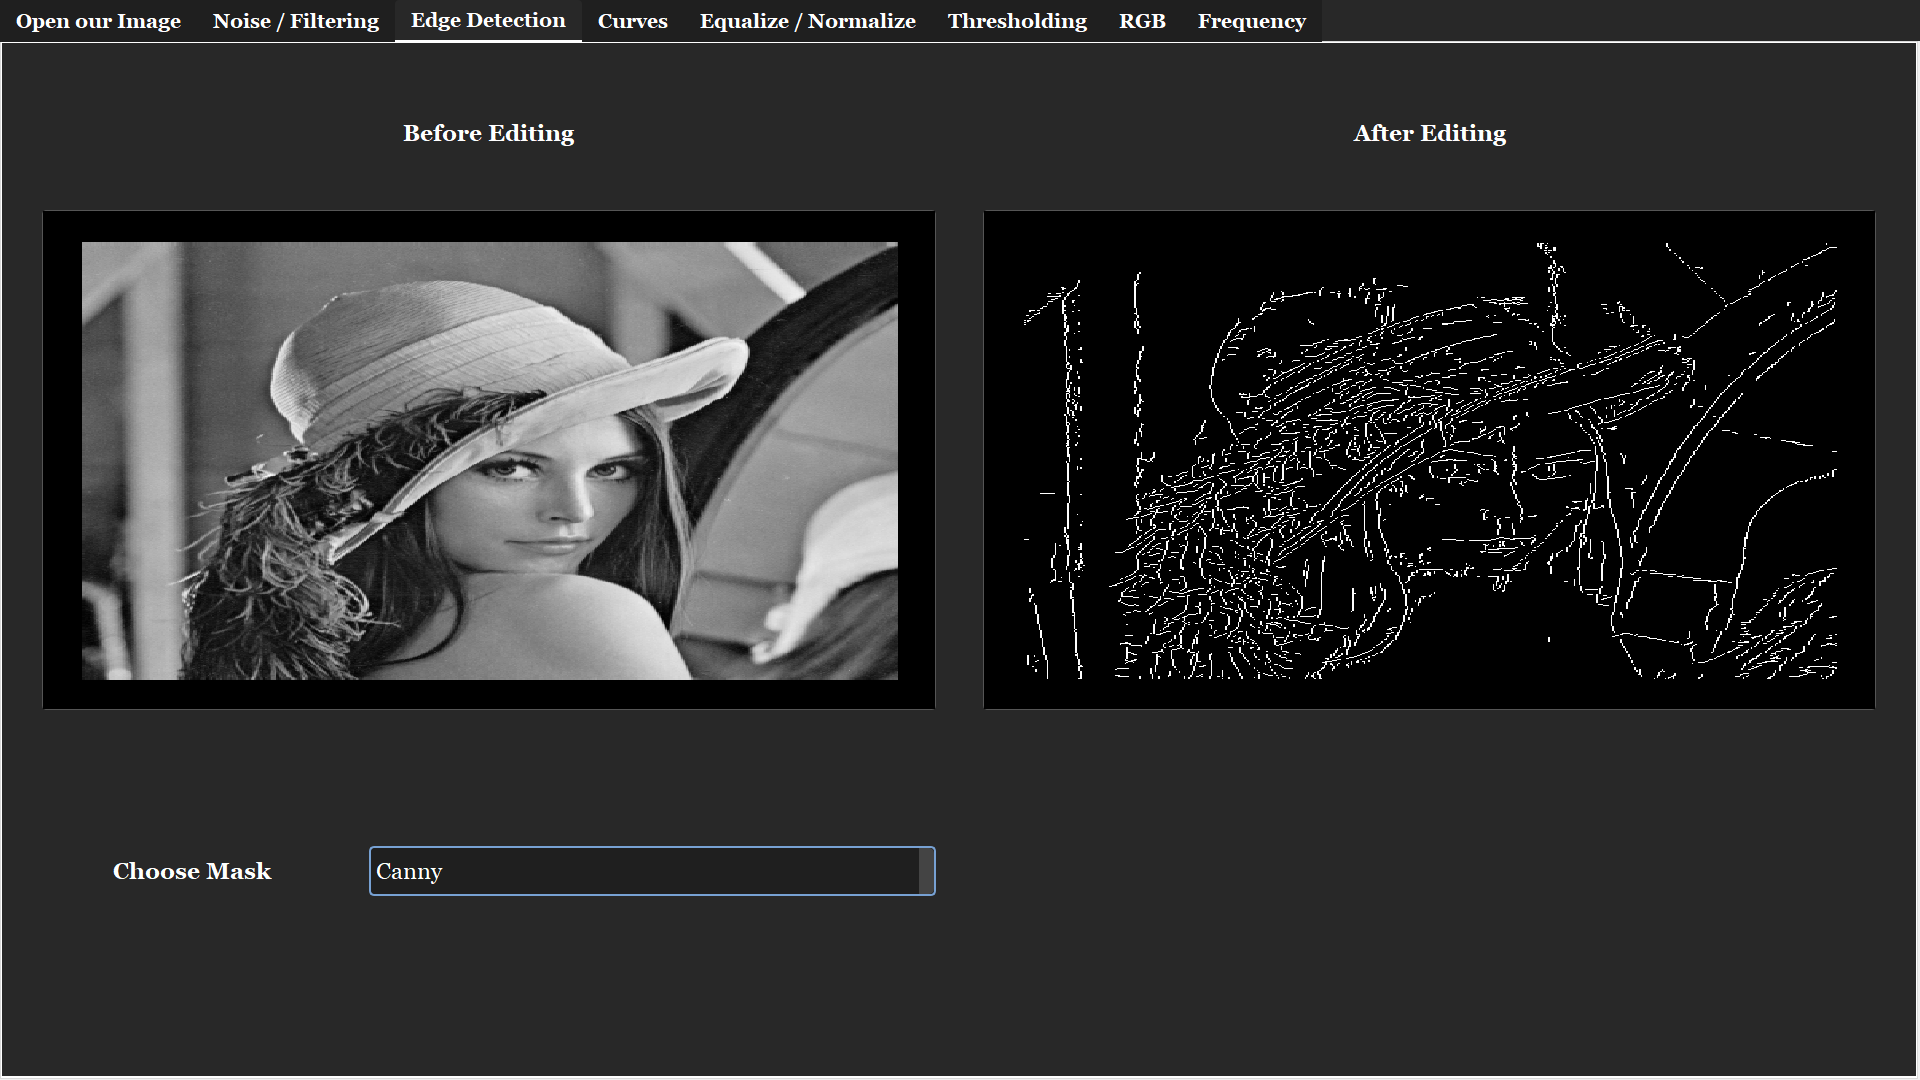 Open our Image Noise / Filtering Edge Detection Curves Equalize / Normalize Thresholding RGB Frequency
Before Editing
After Editing
Choose Mask
Canny